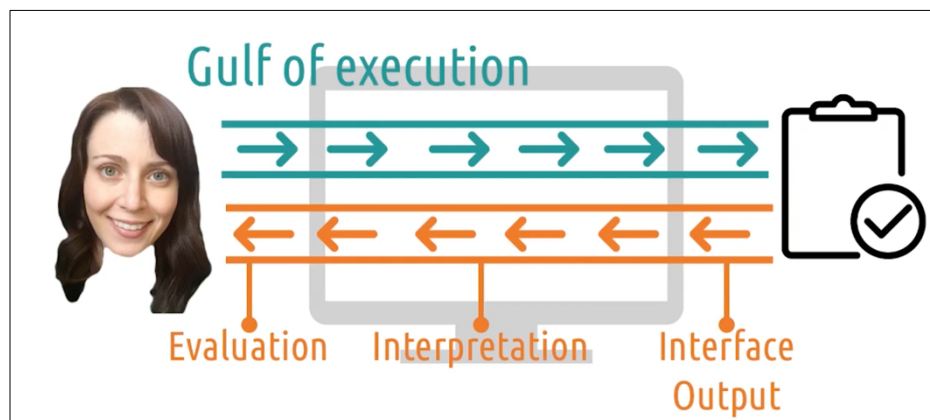 Gulf of execution
Evaluation
Interpretation
Interface
Output